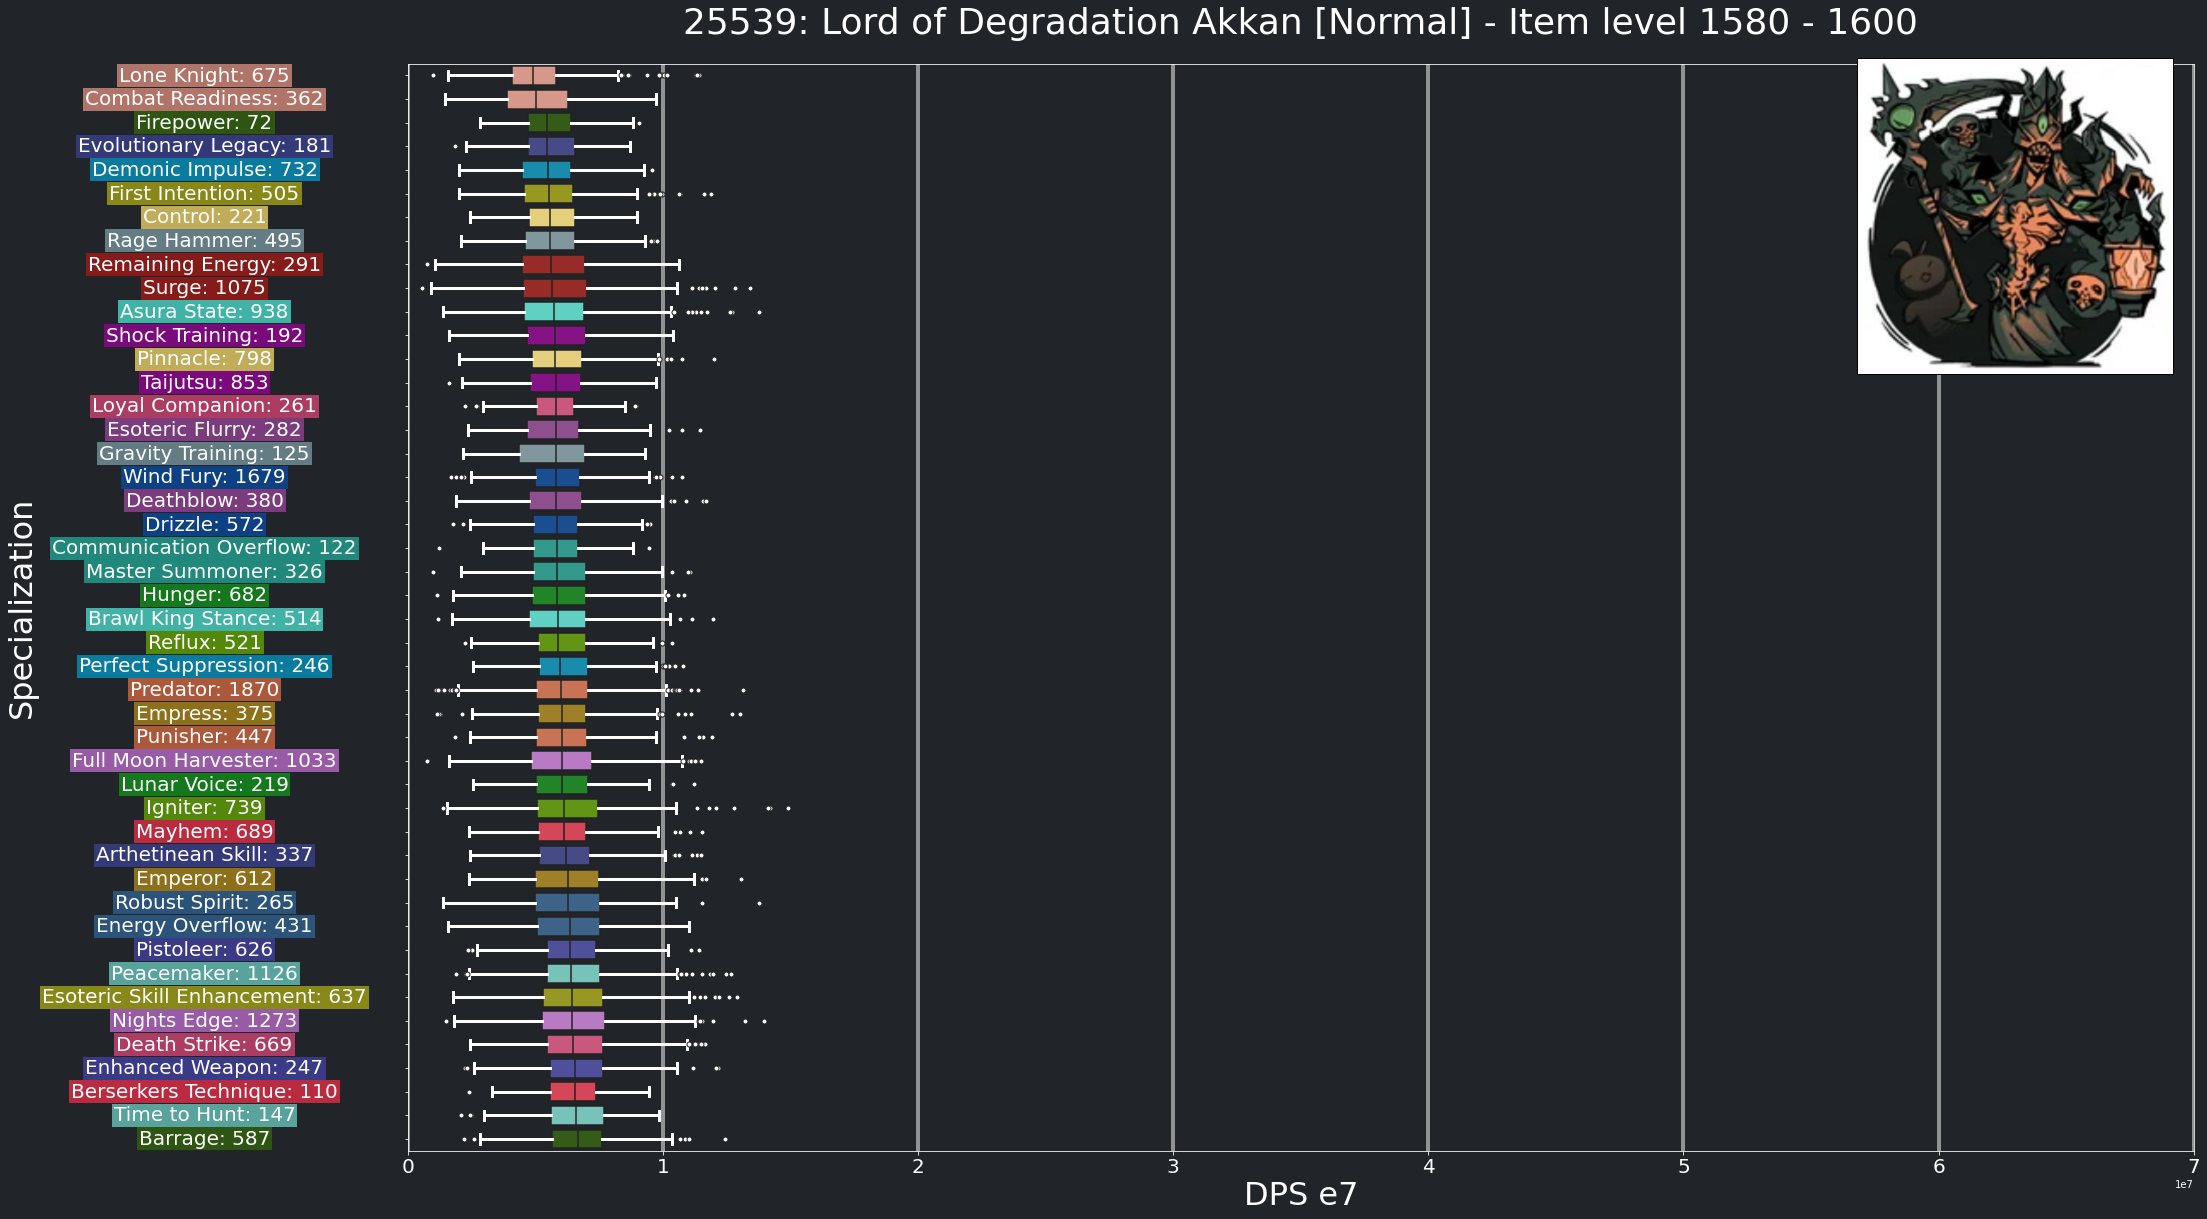 25539: Lord of Degradation Akkan [Normal] - Item level 1580 - 1600
Specialization
Lone Knight: 675
Combat Readiness: 362
Firepower: 72
Evolutionary Legacy: 181
Demonic Impulse: 732
First Intention: 505
Control: 221
Rage Hammer: 495
Remaining Energy: 291
Surge: 1075
Asura State: 938
Shock Training: 192
Pinnacle: 798
Taijutsu: 853
Loyal Companion: 261
Esoteric Flurry: 282
Gravity Training: 125
Wind Fury: 1679
Deathblow: 380
Drizzle: 572
Communication Overflow: 122
Master Summoner: 326
Hunger: 682
Brawl King Stance: 514
Reflux: 521
Perfect Suppression: 246
Predator: 1870
Empress: 375
Punisher: 447
Full Moon Harvester: 1033
Lunar Voice: 219
Igniter: 739
Mayhem: 689
Arthetinean Skill: 337
Emperor: 612
Robust Spirit: 265
Energy Overflow: 431
Pistoleer: 626
Peacemaker: 1126
Esoteric Skill Enhancement: 637
Nights Edge: 1273
Death Strike: 669
Enhanced Weapon: 247
Berserkers Technique: 110
Time to Hunt: 147
Barrage: 587
0 1 2 3 4 5 6 7
1e7
DPS e7